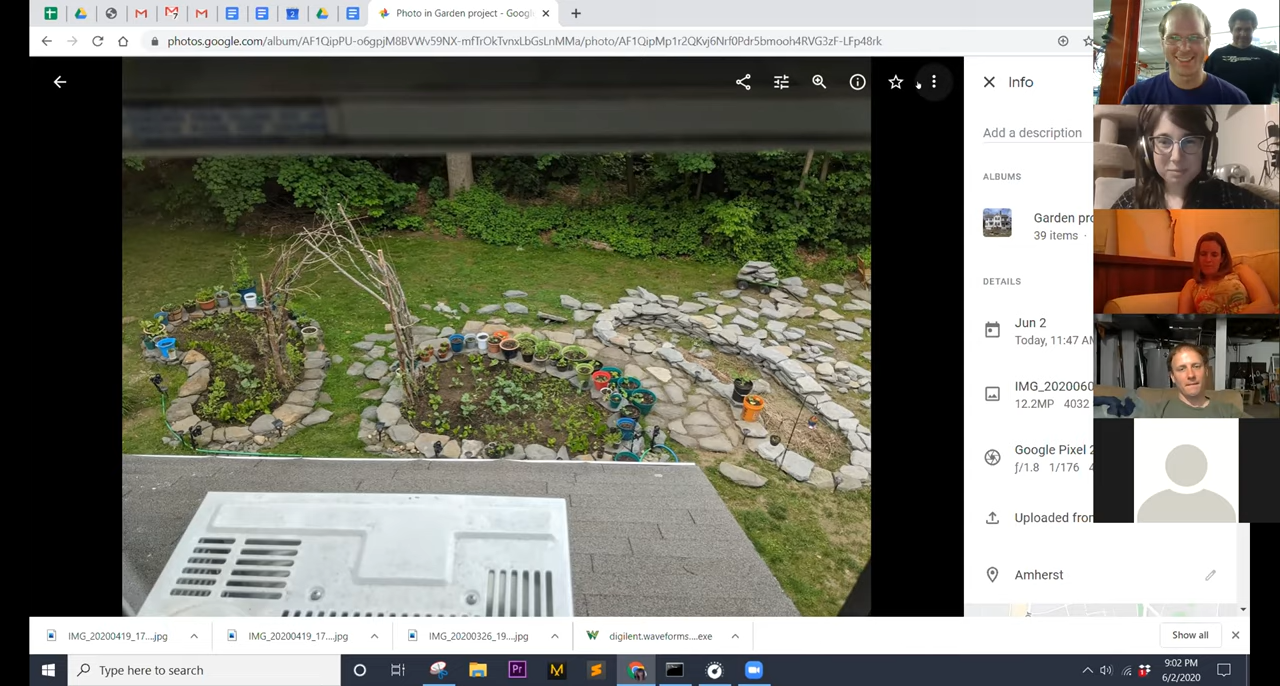 Photo in Garden project - Googl
photos.google.com/album/AF1QipPU-o6gpjM8BVWv59NX-mfTrOkTvnxLbGsLnMMa/photo/AF1QipMp1r2QKvj6Nrf0Pdr5bmooh4RVG3zF-LFp48rk
Info
Add a description
ALBUMS
Garden pro
39 items ·
DETAILS
Jun 2
Today, 11:47 AM
IMG_2020060
12.2MP 4032
Google Pixel 2
ƒ/1.8 1/176 4
Uploaded from
Amherst
IMG_20200419_17....jpg
IMG_20200419_17....jpg
IMG_20200326_19....jpg
digilent.waveforms....exe
Show all
Type here to search
Pr
9:02 PM
6/2/2020